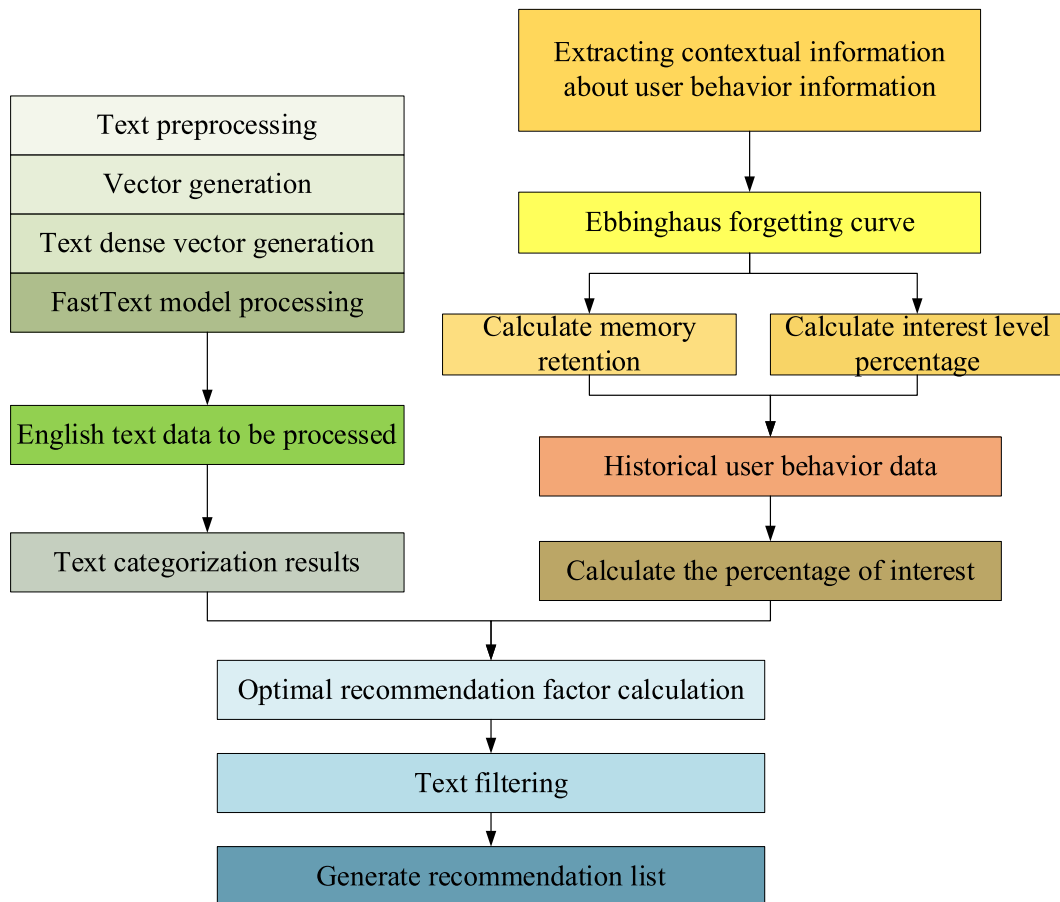 Extracting contextual information
about user behavior information
Text preprocessing
Vector generation
Text dense vector generation
FastText model processing
Ebbinghaus forgetting curve
Calculate memory
retention
Calculate interest level
percentage
English text data to be processed
Historical user behavior data
Text categorization results
Calculate the percentage of interest
Optimal recommendation factor calculation
Text filtering
Generate recommendation list